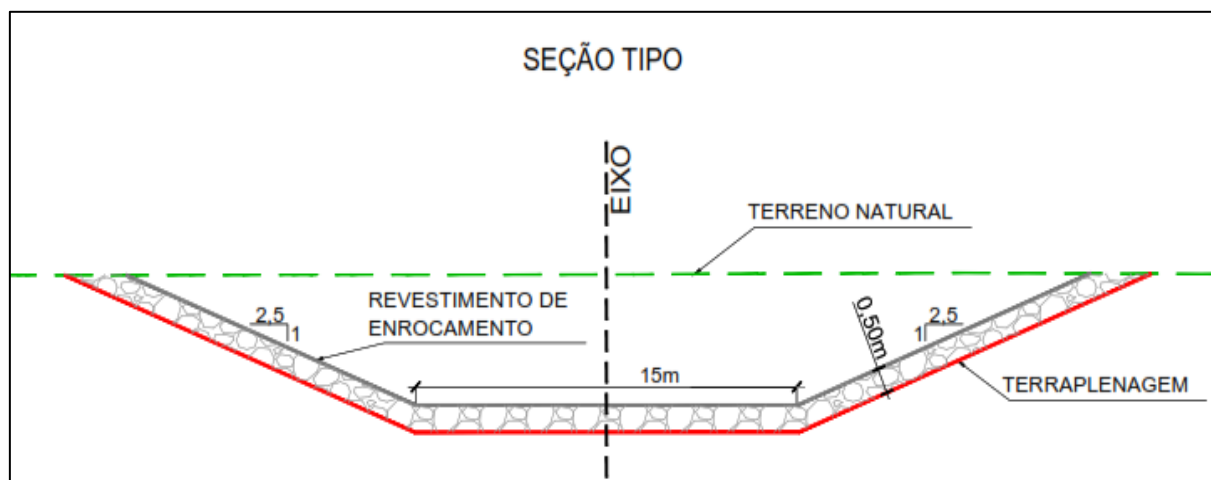 SEÇÃO TIPO
EIXO
TERRENO NATURAL
REVESTIMENTO DE
ENROCAMENTO
2,5
1
15m
0,50m
2,5
1
TERRAPLENAGEM